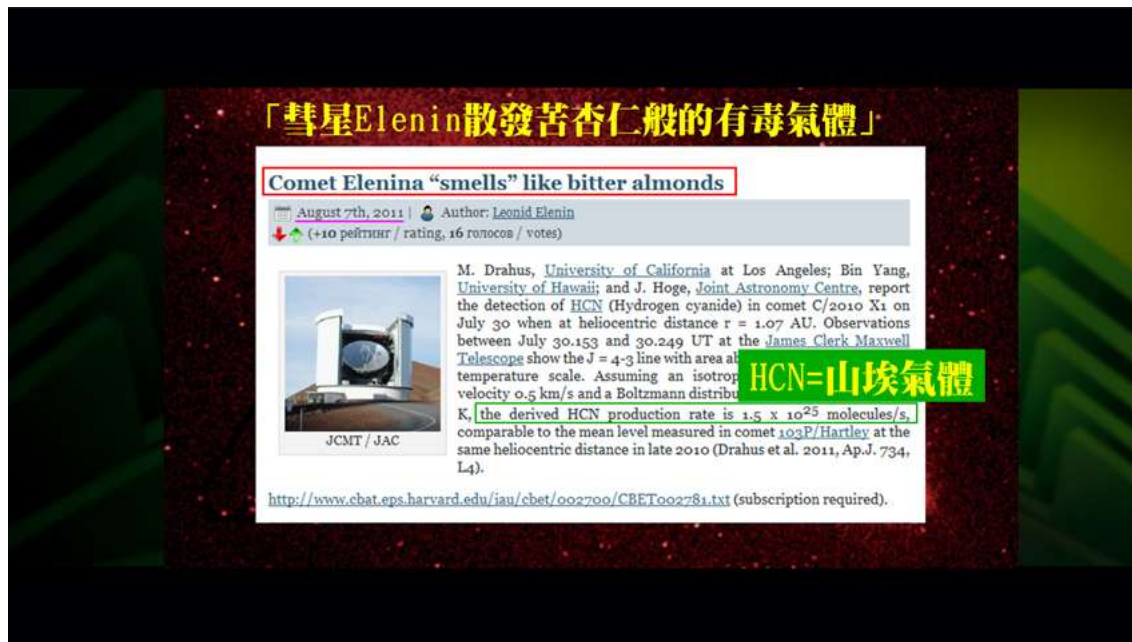 「彗星Elenin散發苦杏仁般的有毒氣體」
Comet Elenina “smells” like bitter almonds
August 7th, 2011 | Author: Leonid Elenin
(+10 рейтинг / rating, 16 голосов / votes)
M. Drahus, University of California at Los Angeles; Bin Yang,
University of Hawaii; and J. Hoge, Joint Astronomy Centre, report
the detection of HCN (Hydrogen cyanide) in comet C/2010 X1 on
July 30 when at heliocentric distance r = 1.07 AU. Observations
between July 30.153 and 30.249 UT at the James Clerk Maxwell
Telescope show the J = 4-3 line with area
temperature scale. Assuming an
velocity 0.5 km/s and a Boltzmann
HCN=山埃氣體
K, the derived HCN production rate is 1.5 x 10²⁵ molecules/s,
comparable to the mean level measured in comet 103P/Hartley at the
same heliocentric distance in late 2010 (Drahus et al. 2011, Ap.J. 734,
L4).
JCMT / JAC
http://www.cbat.eps.harvard.edu/iau/cbet/002700/CBET002781.txt (subscription required).